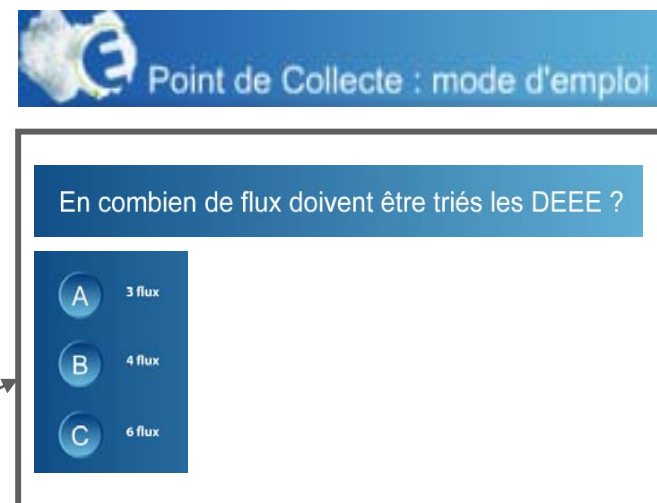 Point de Collecte : mode d'emploi
En combien de flux doivent être triés les DEEE ?
A 3 flux
B 4 flux
C 6 flux